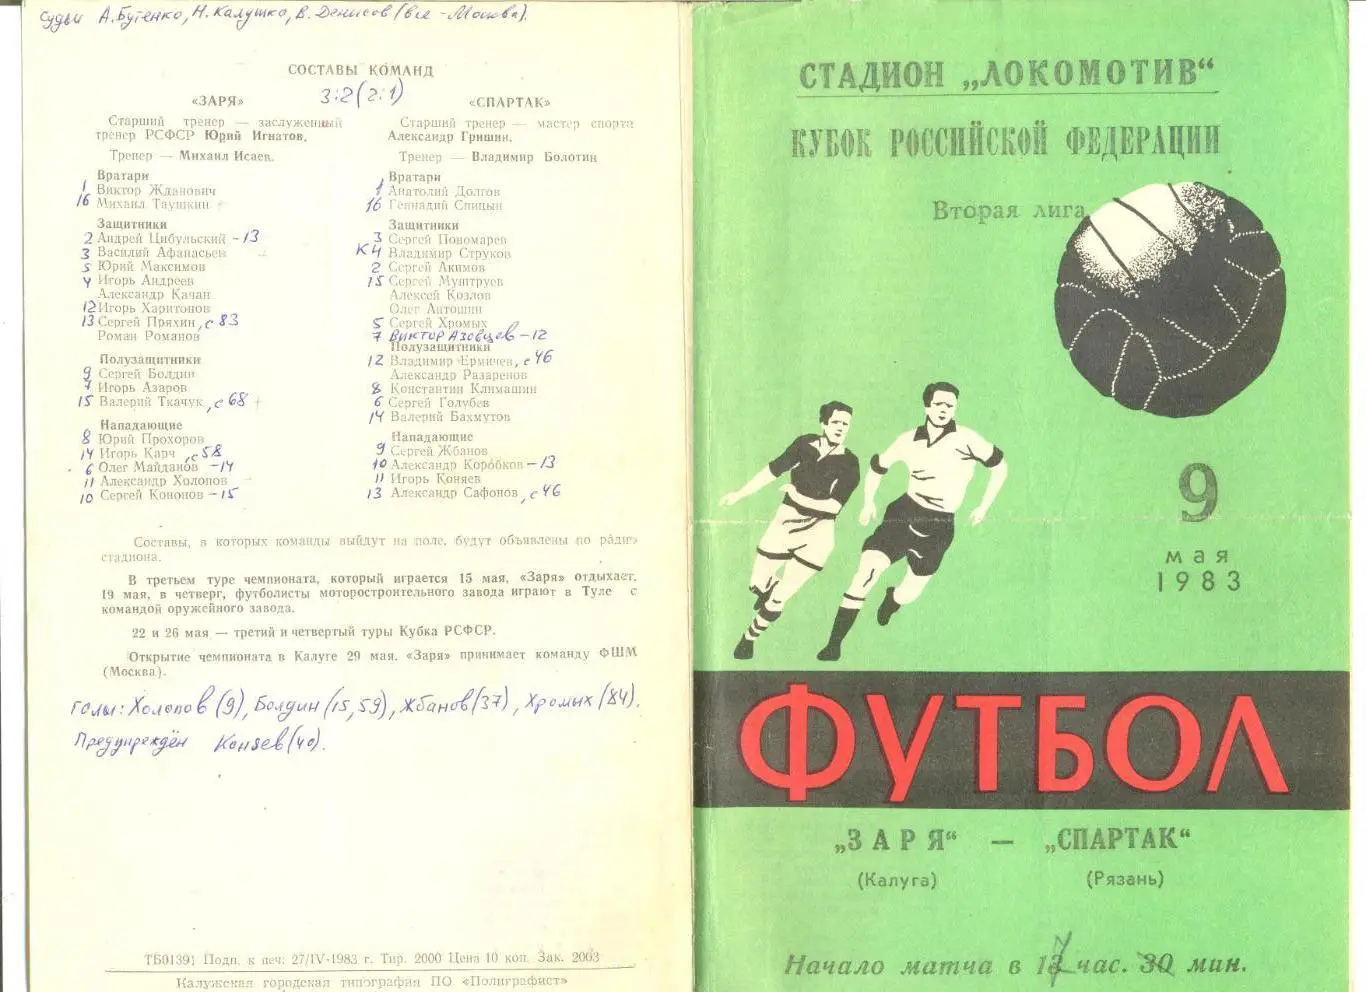 Судьи А. Бутенко, Н. Калушко, В. Денисов (все - Москва).
СОСТАВЫ КОМАНД
3:2 (2:1)
«ЗАРЯ»
Старший тренер — заслуженный
тренер РСФСР Юрий Игнатов.
Тренер — Михаил Исаев.
Вратари
1 Виктор Жданович
16 Михаил Таушкин
Защитники
2 Андрей Цибульский - 13
3 Василий Афанасьев
5 Юрий Максимов
4 Игорь Андреев
Александр Качан
12 Игорь Харитонов
13 Сергей Пряхин, с 83
Роман Романов
Полузащитники
9 Сергей Болдин
7 Игорь Азаров
15 Валерий Ткачук, с 68
Нападающие
8 Юрий Прохоров
14 Игорь Карч, с 58
6 Олег Майданов - 14
11 Александр Холопов
10 Сергей Кононов - 15
«СПАРТАК»
Старший тренер — мастер спорта
Александр Гришин.
Тренер — Владимир Болотин
Вратари
1 Анатолий Долгов
16 Геннадий Спицын
Защитники
3 Сергей Пономарев
К 4 Владимир Струков
2 Сергей Акимов
15 Сергей Муштруев
Алексей Козлов
Олег Антошин
5 Сергей Хромых
7 Виктор Азовцев - 12
Полузащитники
12 Владимир Ермичев, с 46
Александр Разаренов
8 Константин Климашин
6 Сергей Голубев
14 Валерий Бахмутов
Нападающие
9 Сергей Жбанов
10 Александр Коробков - 13
11 Игорь Коняев
13 Александр Сафонов, с 46
Составы, в которых команды выйдут на поле, будут объявлены по радио
стадиона.
В третьем туре чемпионата, который играется 15 мая, «Заря» отдыхает.
19 мая, в четверг, футболисты моторостроительного завода играют в Туле с
командой оружейного завода.
22 и 26 мая — третий и четвертый туры Кубка РСФСР.
Открытие чемпионата в Калуге 29 мая. «Заря» принимает команду ФШМ
(Москва).
Голы: Холопов (9), Болдин (15, 59), Жбанов (37), Хромых (84).
Предупреждён Коняев (40).
ТБ01391 Подп. к печ: 27/IV-1983 г. Тир. 2000 Цена 10 коп. Зак. 2003
Калужская городская типография ПО «Полиграфист»
СТАДИОН „ЛОКОМОТИВ“
КУБОК РОССИЙСКОЙ ФЕДЕРАЦИИ
Вторая лига
9
мая
1983
ФУТБОЛ
„ЗАРЯ“ — „СПАРТАК“
(Калуга) (Рязань)
Начало матча в 17 час. 30 мин.